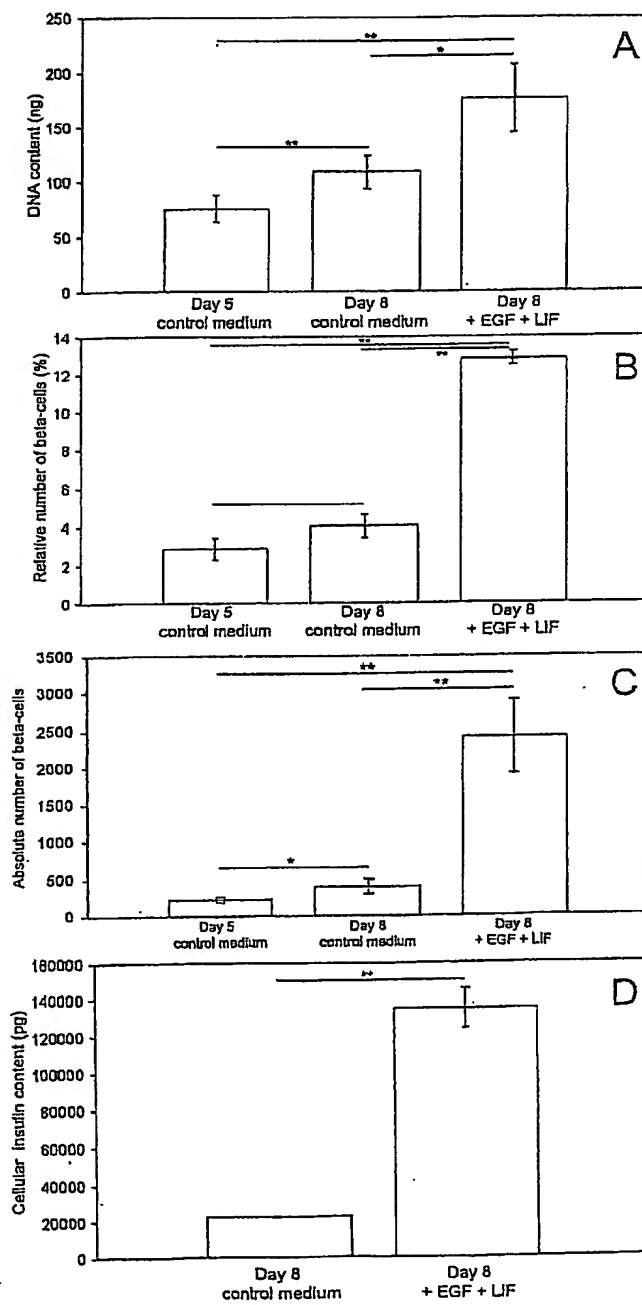 250
A
200
150
100
50
0
DNA content (ng)
**
*
**
Day 5
control medium
Day 8
control medium
Day 8
+ EGF + LIF
14
B
12
10
8
6
4
2
0
Relative number of beta-cells (%)
**
**
Day 5
control medium
Day 8
control medium
Day 8
+ EGF + LIF
3500
C
3000
2500
2000
1500
1000
500
0
Absolute number of beta-cells
**
**
*
Day 5
control medium
Day 8
control medium
Day 8
+ EGF + LIF
180000
D
140000
120000
100000
80000
60000
40000
20000
0
Cellular insulin content (pg)
**
Day 8
control medium
Day 8
+ EGF + LIF